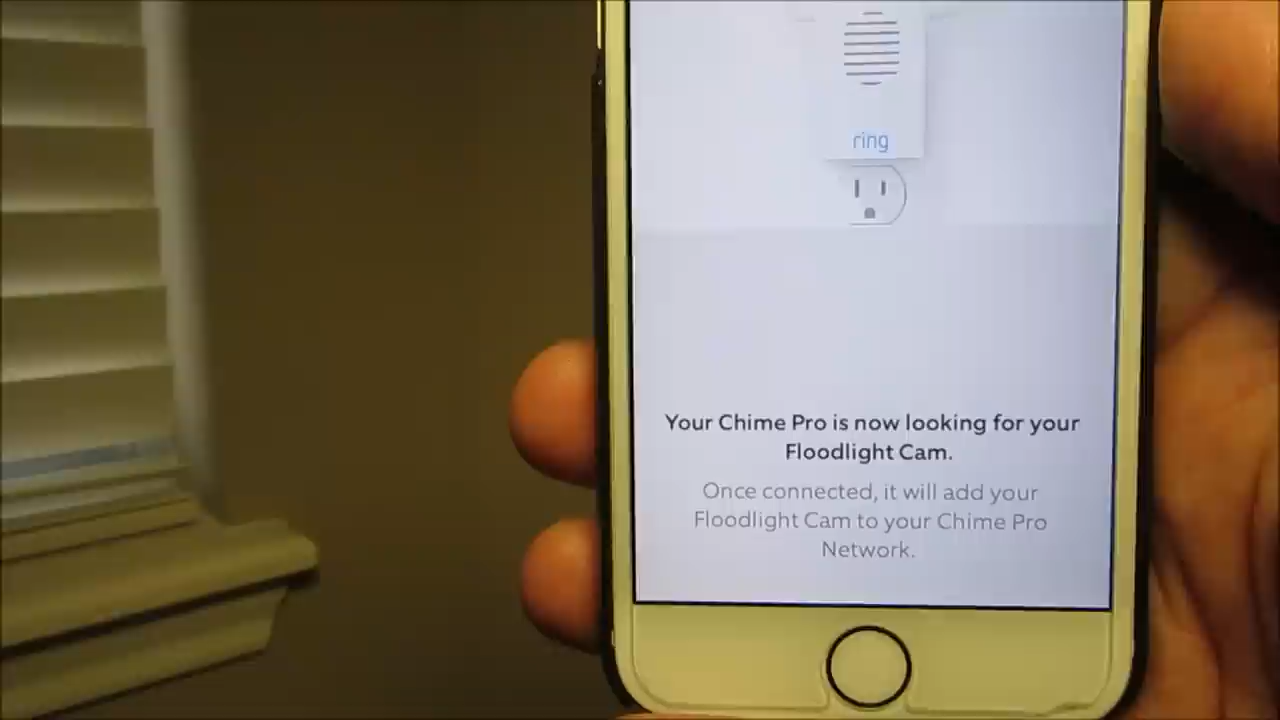 ring
Your Chime Pro is now looking for your
Floodlight Cam.
Once connected, it will add your
Floodlight Cam to your Chime Pro
Network.